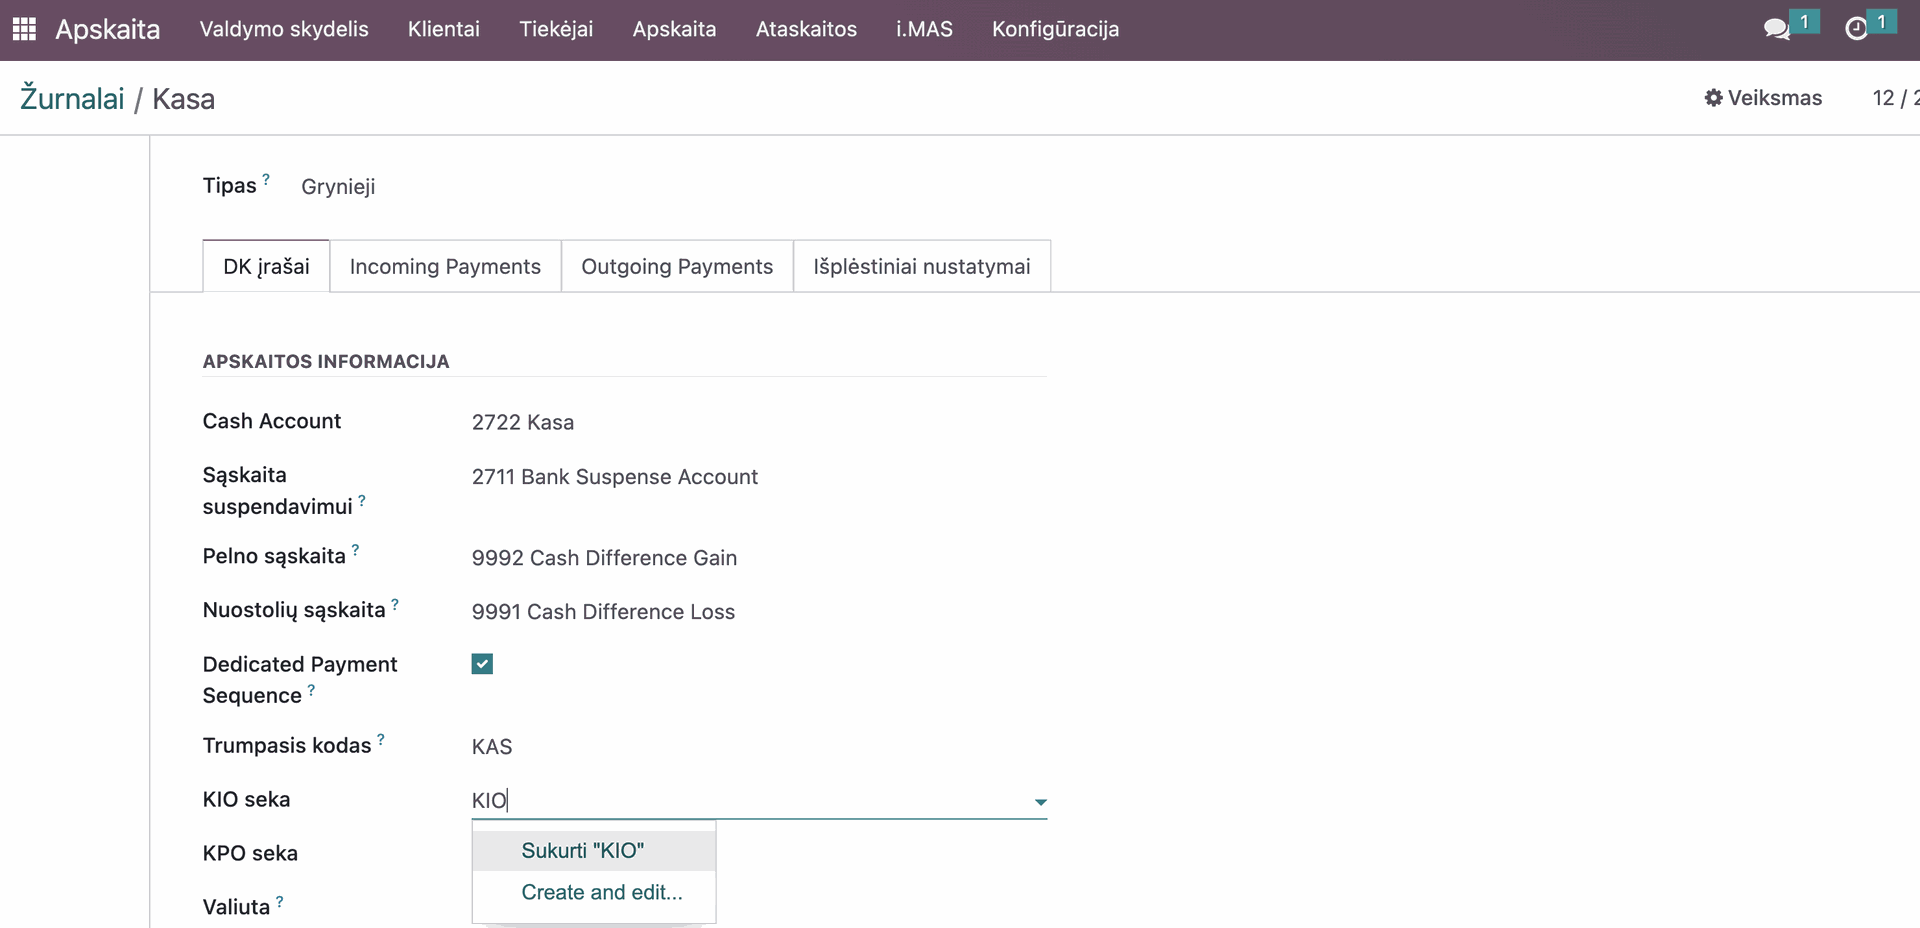 Apskaita Valdymo skydelis Klientai Tiekėjai Apskaita Ataskaitos i.MAS Konfigūracija 1 1
Žurnalai / Kasa Veiksmas 12 / 2
Tipas ? Grynieji
DK įrašai Incoming Payments Outgoing Payments Išplėstiniai nustatymai
APSKAITOS INFORMACIJA
Cash Account 2722 Kasa
Sąskaita 2711 Bank Suspense Account
suspendavimui ?
Pelno sąskaita ? 9992 Cash Difference Gain
Nuostolių sąskaita ? 9991 Cash Difference Loss
Dedicated Payment
Sequence ?
Trumpasis kodas ? KAS
KIO seka KIO
Sukurti "KIO"
KPO seka
Create and edit...
Valiuta ?